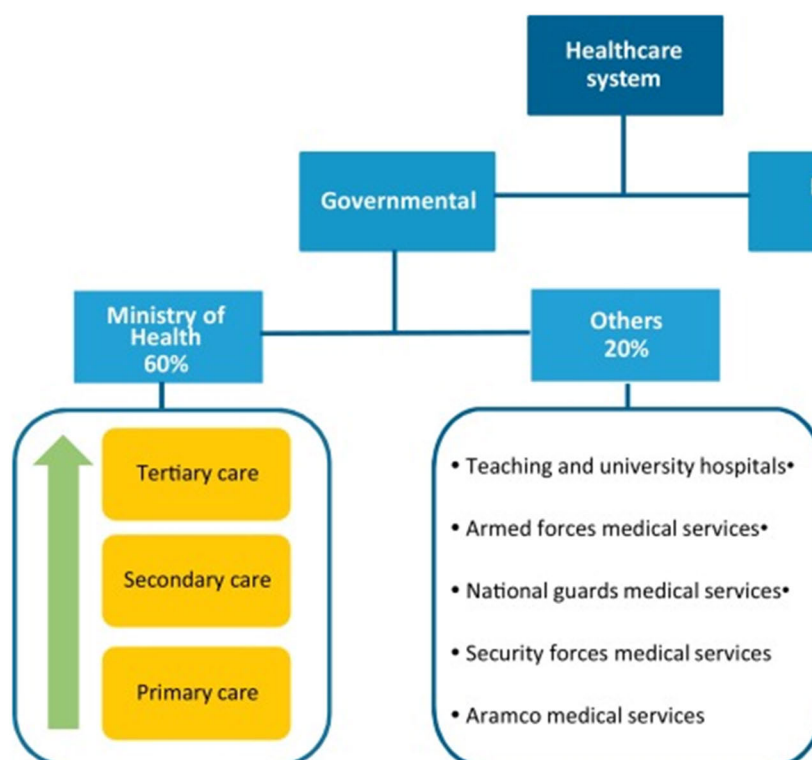 Healthcare
system
Governmental
Ministry of
Health
60%
Others
20%
Tertiary care
Secondary care
Primary care
• Teaching and university hospitals•
• Armed forces medical services•
• National guards medical services•
• Security forces medical services
• Aramco medical services